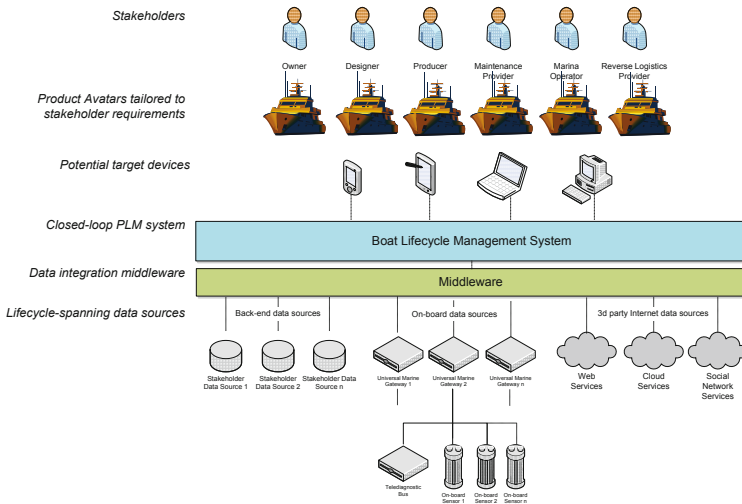 Stakeholders
Owner
Designer
Producer
Maintenance
Provider
Marina
Operator
Reverse Logistics
Provider
Product Avatars tailored to
stakeholder requirements
Potential target devices
Closed-loop PLM system
Boat Lifecycle Management System
Data integration middleware
Middleware
Lifecycle-spanning data sources
Back-end data sources
On-board data sources
3d party Internet data sources
Stakeholder
Data Source 1
Stakeholder
Data Source 2
Stakeholder Data
Source n
Universal Marine
Gateway 1
Universal Marine
Gateway 2
Universal Marine
Gateway n
Web
Services
Cloud
Services
Social
Network
Services
Telediagnostic
Bus
On-board
Sensor 1
On-board
Sensor 2
On-board
Sensor n